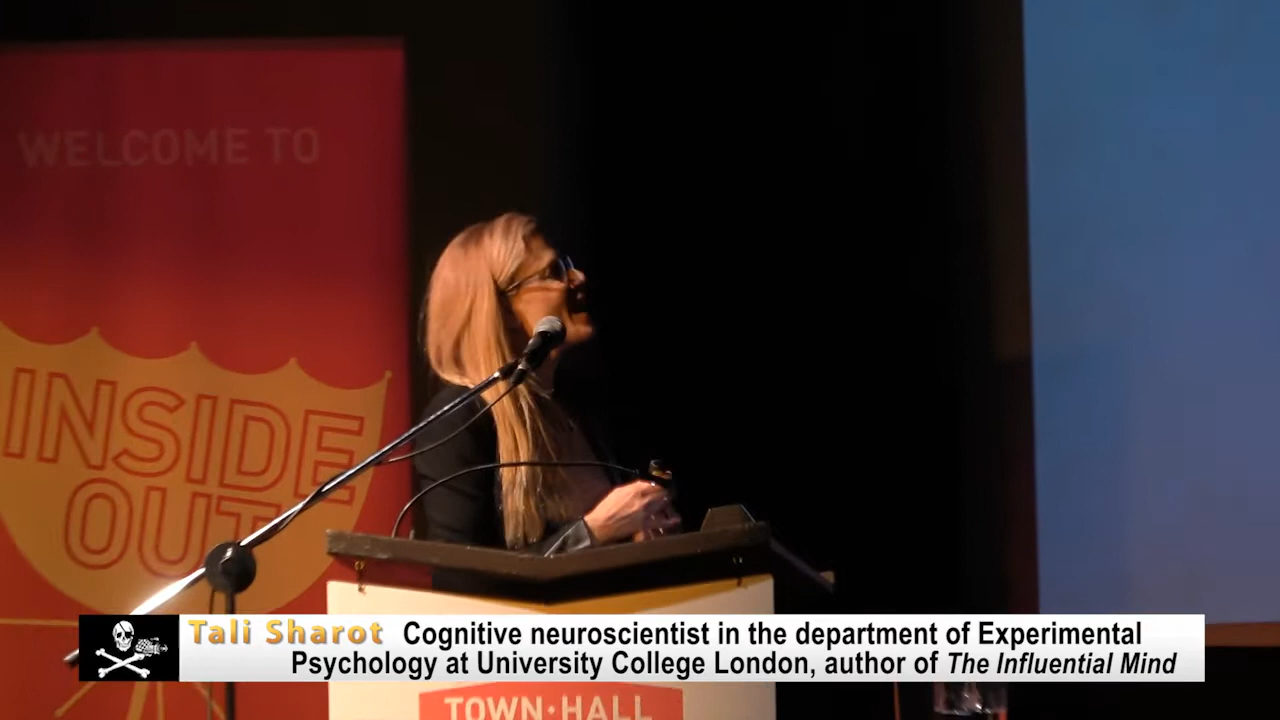 WELCOME TO
INSIDE
OUT
Tali Sharot Cognitive neuroscientist in the department of Experimental
Psychology at University College London, author of The Influential Mind
TOWN·HALL